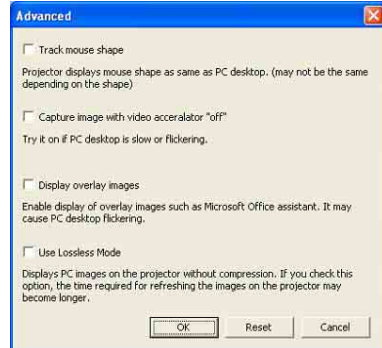 Advanced
Track mouse shape
Projector displays mouse shape as same as PC desktop. (may not be the same
depending on the shape)
Capture image with video acceralator "off"
Try it on if PC desktop is slow or flickering.
Display overlay images
Enable display of overlay images such as Microsoft Office assistant. It may
cause PC desktop flickering.
Use Lossless Mode
Displays PC images on the projector without compression. If you check this
option, the time required for refreshing the images on the projector may
become longer.
OK Reset Cancel